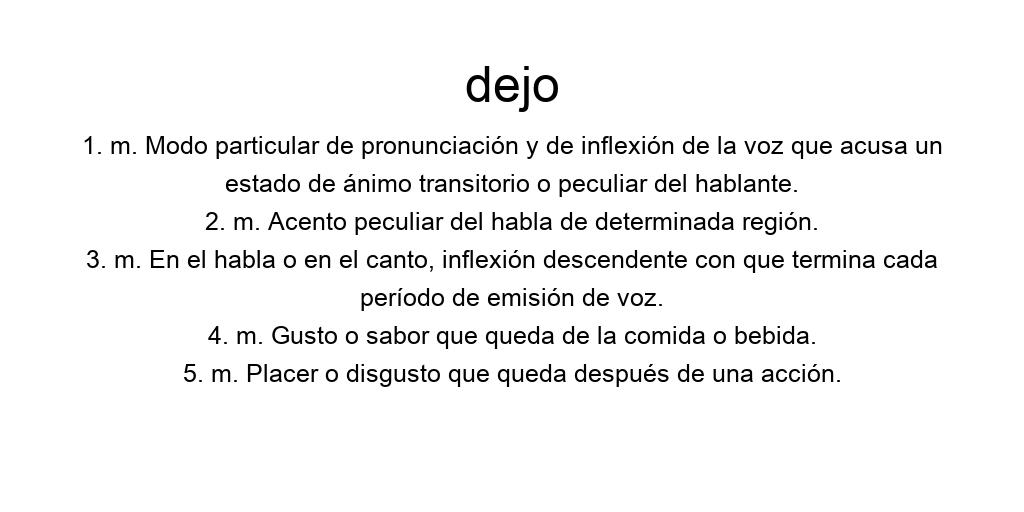 dejo
1. m. Modo particular de pronunciación y de inflexión de la voz que acusa un
estado de ánimo transitorio o peculiar del hablante.
2. m. Acento peculiar del habla de determinada región.
3. m. En el habla o en el canto, inflexión descendente con que termina cada
período de emisión de voz.
4. m. Gusto o sabor que queda de la comida o bebida.
5. m. Placer o disgusto que queda después de una acción.